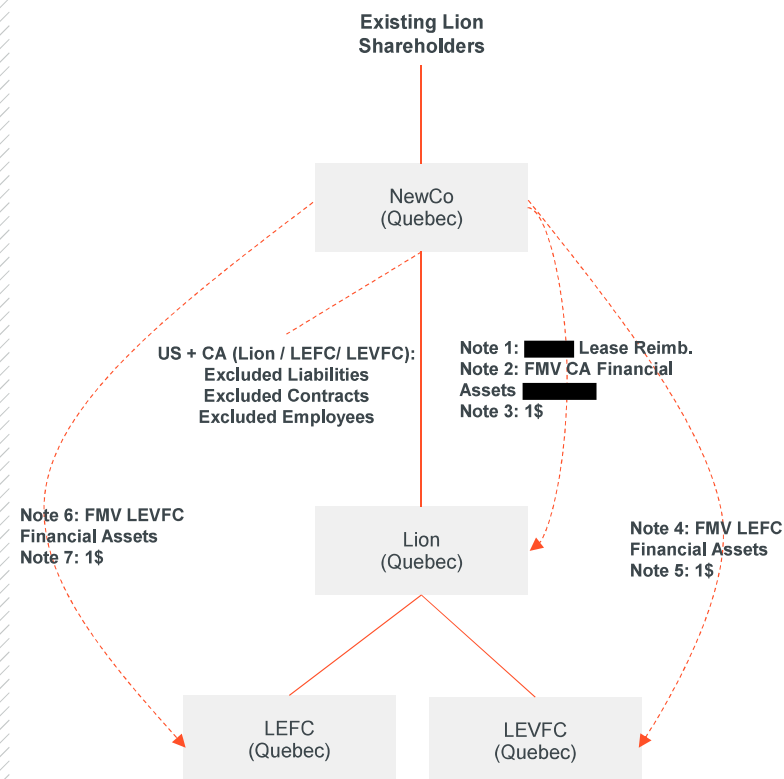 Existing Lion
Shareholders
NewCo
(Quebec)
US + CA (Lion / LEFC/ LEVFC):
Excluded Liabilities
Excluded Contracts
Excluded Employees
Note 1: Lease Reimb.
Note 2: FMV CA Financial
Assets
Note 3: 1$
Note 6: FMV LEVFC
Financial Assets
Note 7: 1$
Lion
(Quebec)
Note 4: FMV LEFC
Financial Assets
Note 5: 1$
LEFC
(Quebec)
LEVFC
(Quebec)